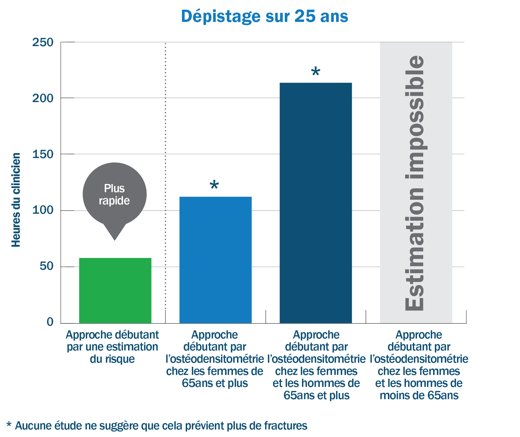 Dépistage sur 25 ans
Heures du clinicien
250
200
150
100
50
0
Plus
rapide
*
*
Estimation impossible
Approche débutant
par une estimation
du risque
Approche
débutant par
l'ostéodensitométrie
chez les femmes de
65ans et plus
Approche
débutant par
l'ostéodensitométrie
chez les femmes
et les hommes de
65ans et plus
Approche
débutant par
l'ostéodensitométrie
chez les femmes
et les hommes de
moins de 65ans
* Aucune étude ne suggère que cela prévient plus de fractures